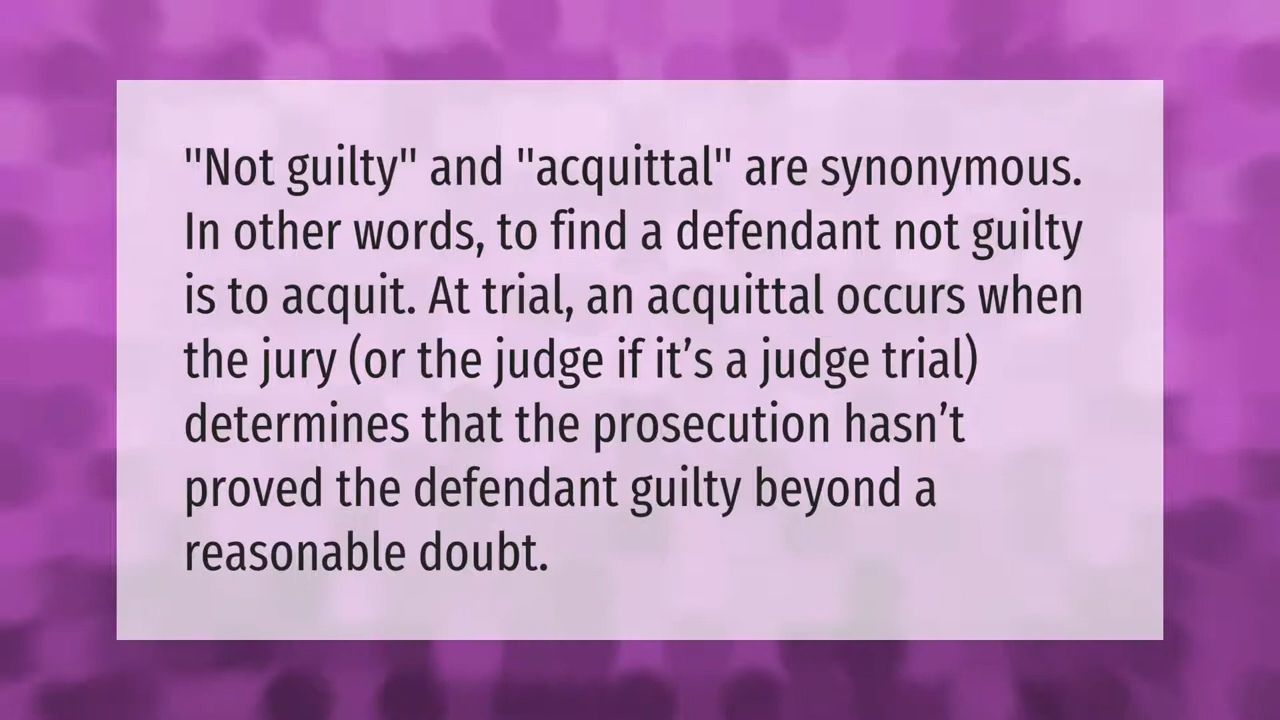 "Not guilty" and "acquittal" are synonymous.
In other words, to find a defendant not guilty
is to acquit. At trial, an acquittal occurs when
the jury (or the judge if it’s a judge trial)
determines that the prosecution hasn’t
proved the defendant guilty beyond a
reasonable doubt.